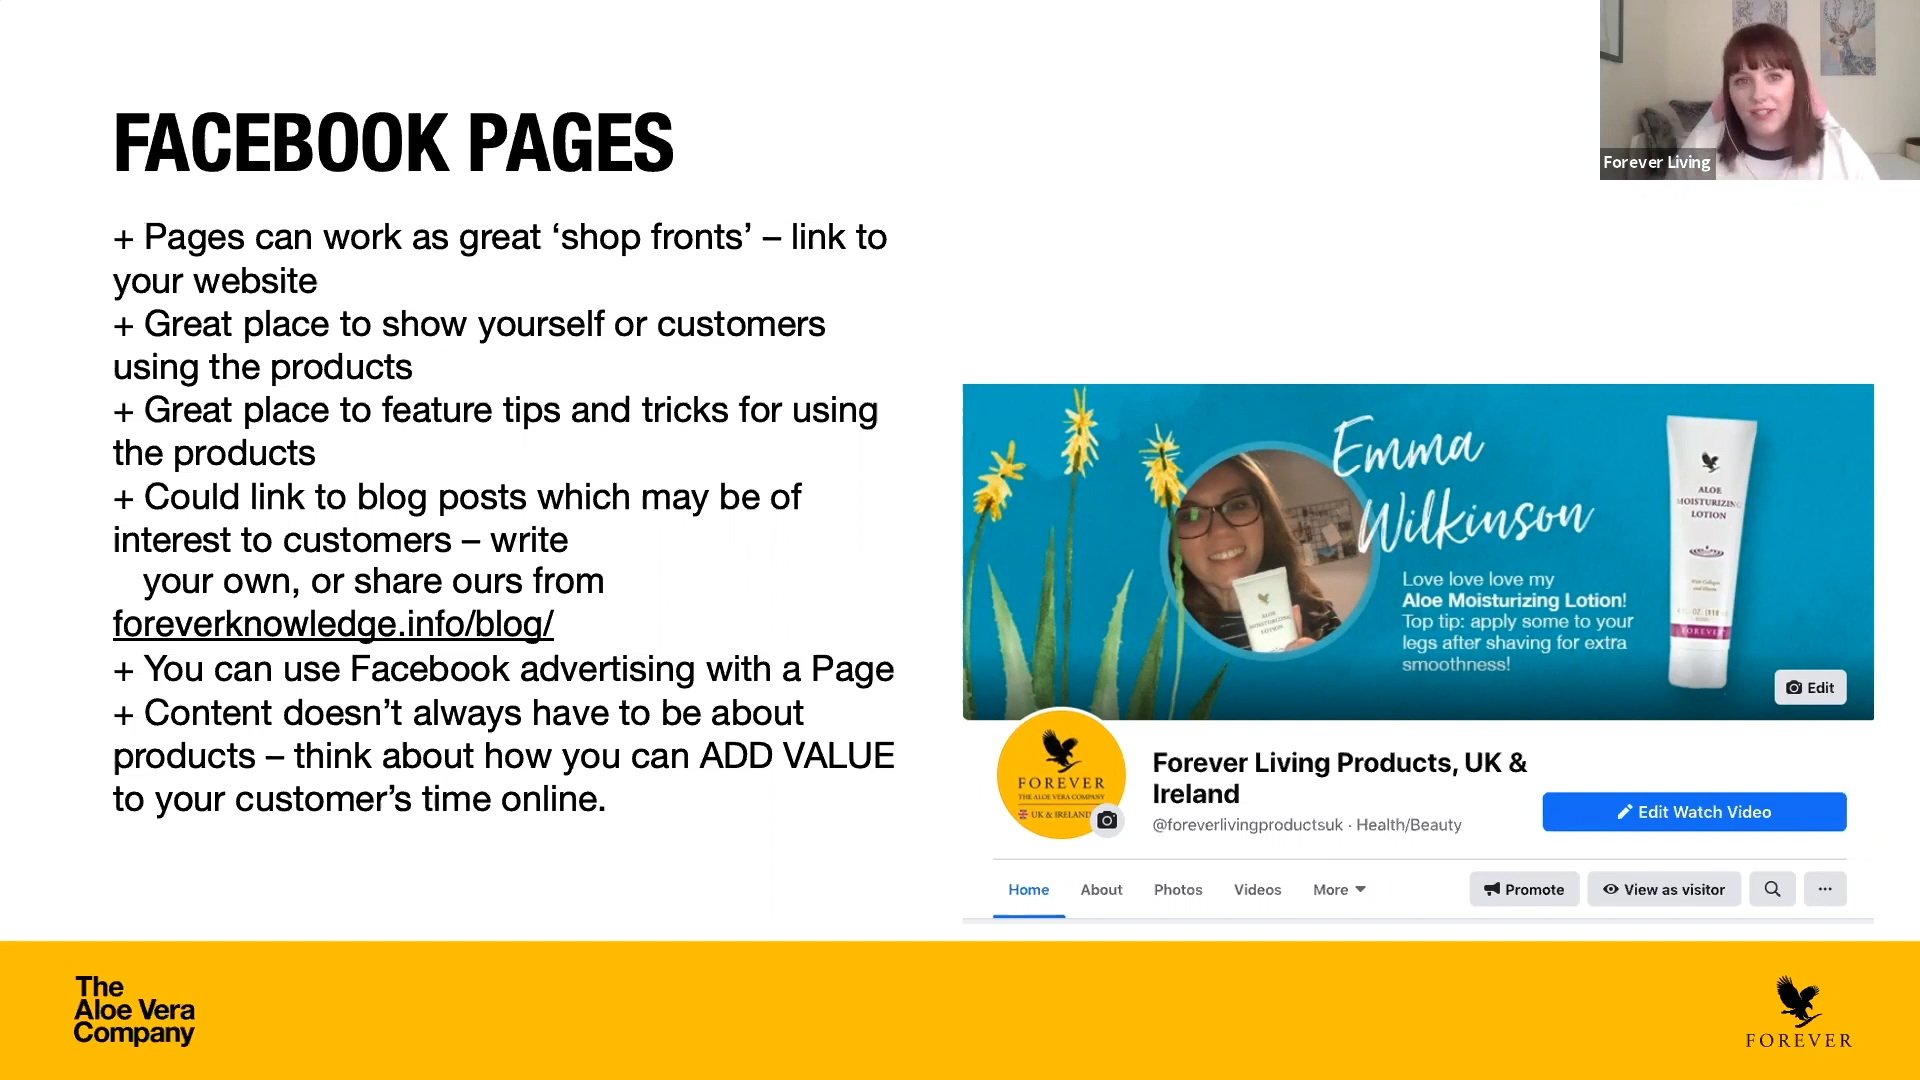 FACEBOOK PAGES
+ Pages can work as great ‘shop fronts’ – link to
your website
+ Great place to show yourself or customers
using the products
+ Great place to feature tips and tricks for using
the products
+ Could link to blog posts which may be of
interest to customers – write
your own, or share ours from
foreverknowledge.info/blog/
+ You can use Facebook advertising with a Page
+ Content doesn’t always have to be about
products – think about how you can ADD VALUE
to your customer’s time online.
Forever Living
Emma
Wilkinson
Love love love my
Aloe Moisturizing Lotion!
Top tip: apply some to your
legs after shaving for extra
smoothness!
ALOE
MOISTURIZING
LOTION
FOREVER
ALOE
MOISTURIZING
LOTION
Edit
FOREVER
THE ALOE VERA COMPANY
UK & IRELAND
Forever Living Products, UK &
Ireland
@foreverlivingproductsuk · Health/Beauty
Edit Watch Video
Home About Photos Videos More
Promote View as visitor
The
Aloe Vera
Company
FOREVER